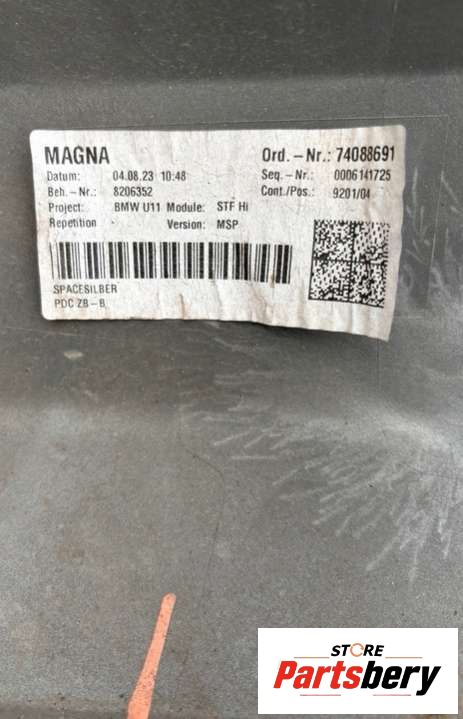 MAGNA Ord.-Nr.: 74088691
Datum: 04.08.23 10:48 Seq.-Nr.: 0006141725
Beh.-Nr.: 8206352 Cont./Pos.: 9201/04
Project: BMW U11 Module: STF Hi
Repetition Version: MSP
SPACESILBER
PDC ZB-B
STORE
Partsbery